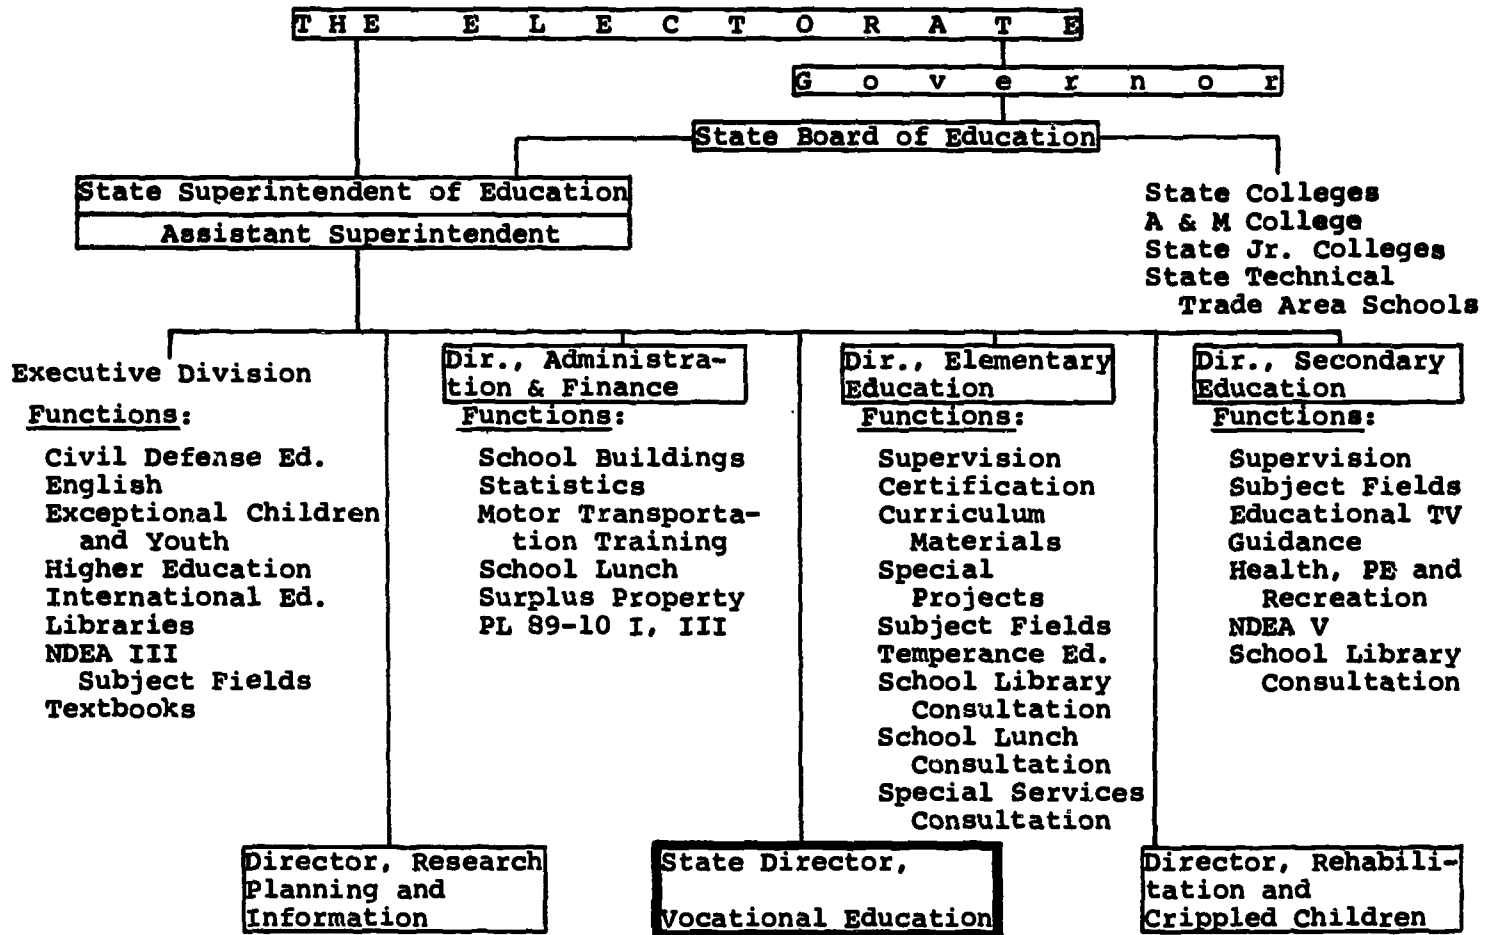 THE ELECTORATE
Governor
State Board of Education
State Superintendent of Education
Assistant Superintendent
State Colleges
A & M College
State Jr. Colleges
State Technical
Trade Area Schools
Executive Division
Functions:
Civil Defense Ed.
English
Exceptional Children
and Youth
Higher Education
International Ed.
Libraries
NDEA III
Subject Fields
Textbooks
Dir., Administra-
tion & Finance
Functions:
School Buildings
Statistics
Motor Transporta-
tion Training
School Lunch
Surplus Property
PL 89-10 I, III
Dir., Elementary
Education
Functions:
Supervision
Certification
Curriculum
Materials
Special
Projects
Subject Fields
Temperance Ed.
School Library
Consultation
School Lunch
Consultation
Special Services
Consultation
Dir., Secondary
Education
Functions:
Supervision
Subject Fields
Educational TV
Guidance
Health, PE and
Recreation
NDEA V
School Library
Consultation
Director, Research
Planning and
Information
State Director,
Vocational Education
Director, Rehabili-
tation and
Crippled Children